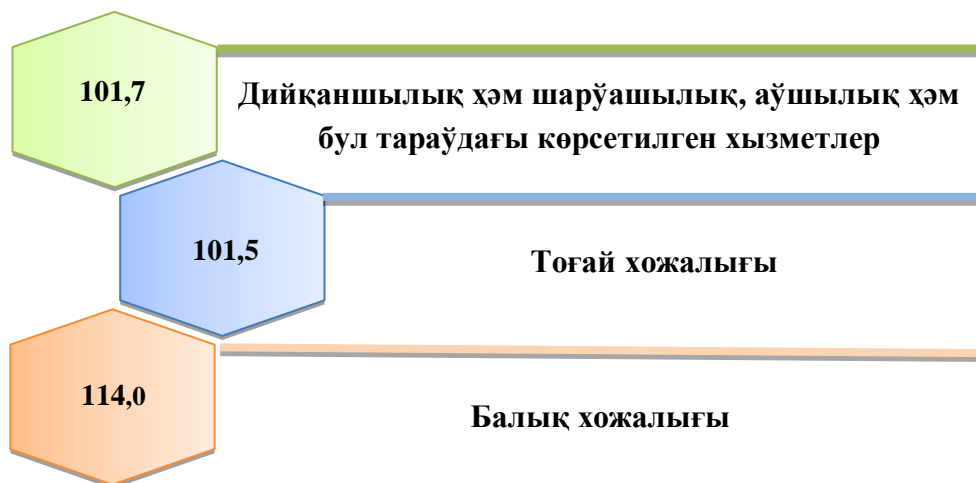 101,7
Дийқаншылық ҳәм шарўашылық, аўшылық ҳәм
бул тараўдағы көрсетилген хызметлер
101,5
Тоғай хожалығы
114,0
Балық хожалығы